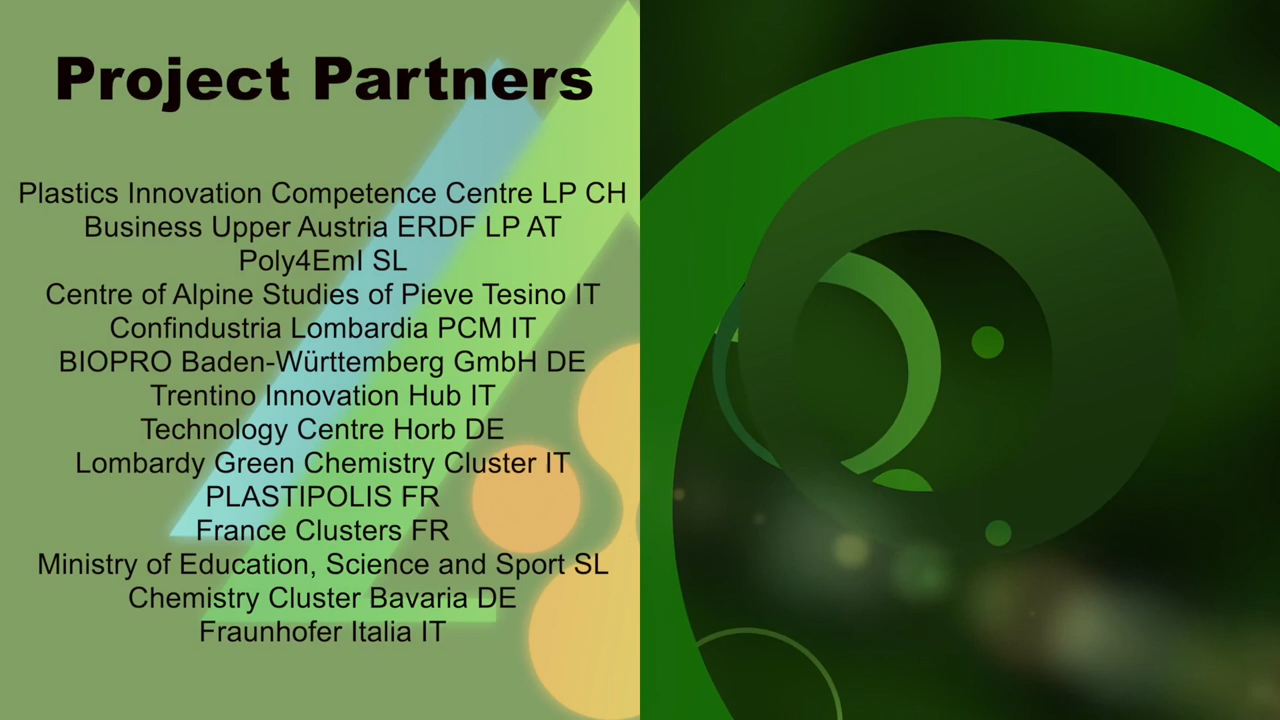 Project Partners
Plastics Innovation Competence Centre LP CH
Business Upper Austria ERDF LP AT
Poly4EmI SL
Centre of Alpine Studies of Pieve Tesino IT
Confindustria Lombardia PCM IT
BIOPRO Baden-Württemberg GmbH DE
Trentino Innovation Hub IT
Technology Centre Horb DE
Lombardy Green Chemistry Cluster IT
PLASTIPOLIS FR
France Clusters FR
Ministry of Education, Science and Sport SL
Chemistry Cluster Bavaria DE
Fraunhofer Italia IT